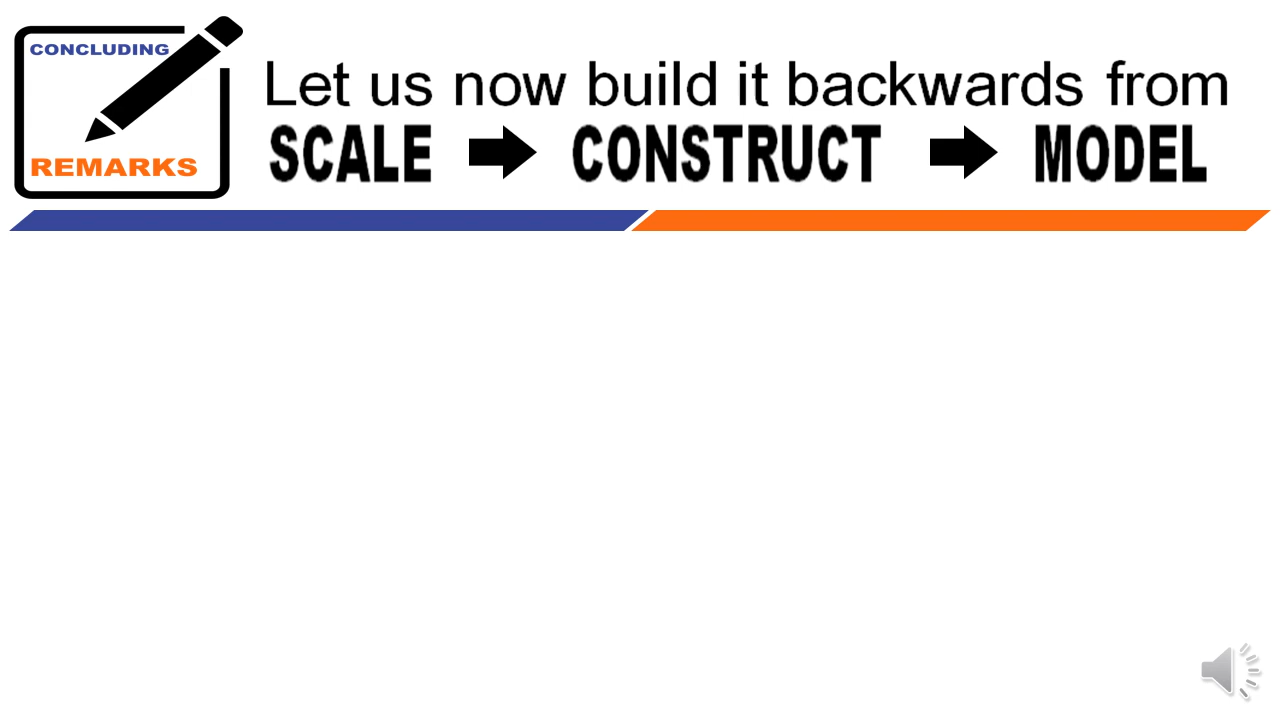 CONCLUDING
REMARKS
Let us now build it backwards from
SCALE CONSTRUCT MODEL